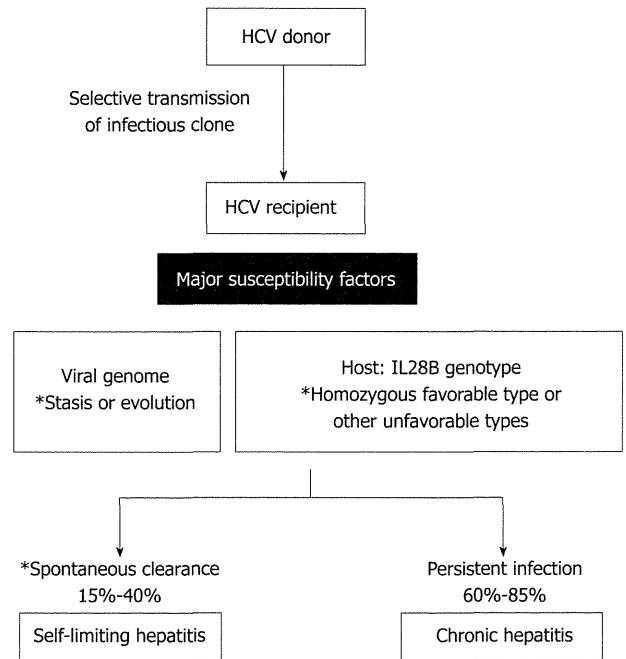 HCV donor
Selective transmission
of infectious clone
HCV recipient
Major susceptibility factors
Viral genome
*Stasis or evolution
Host: IL28B genotype
*Homozygous favorable type or
other unfavorable types
*Spontaneous clearance
15%-40%
Self-limiting hepatitis
Persistent infection
60%-85%
Chronic hepatitis